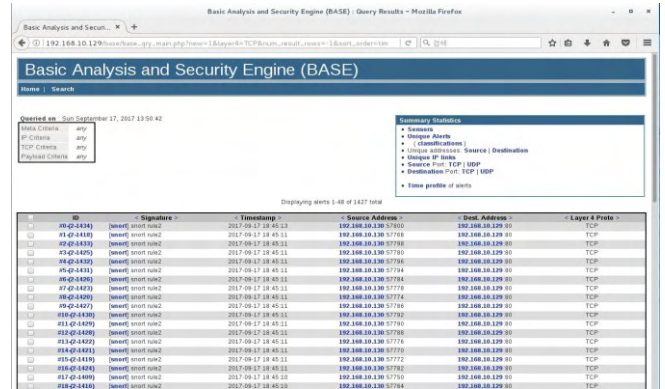 Basic Analysis and Security Engine (BASE) : Query Results - Mozilla Firefox
Basic Analysis and Securi... ×
192.168.10.129/base/base_qry_main.php?new=1&layer4=TCP&num_result_rows=-1&sort_order=tim
검색
Basic Analysis and Security Engine (BASE)
Home | Search
Queried on : Sun September 17, 2017 13:50:42
Meta Criteria any
IP Criteria any
TCP Criteria any
Payload Criteria any
Summary Statistics
Sensors
Unique Alerts
( classifications )
Unique addresses: Source | Destination
Unique IP links
Source Port: TCP | UDP
Destination Port: TCP | UDP
Time profile of alerts
Displaying alerts 1-48 of 1427 total
ID < Signature > < Timestamp > < Source Address > < Dest. Address > < Layer 4 Proto >
#0-(2-1434) [snort] snort rule2 2017-09-17 18:45:13 192.168.10.130:57800 192.168.10.129:80 TCP
#1-(2-1418) [snort] snort rule2 2017-09-17 18:45:11 192.168.10.130:57768 192.168.10.129:80 TCP
#2-(2-1433) [snort] snort rule2 2017-09-17 18:45:11 192.168.10.130:57798 192.168.10.129:80 TCP
#3-(2-1425) [snort] snort rule2 2017-09-17 18:45:11 192.168.10.130:57780 192.168.10.129:80 TCP
#4-(2-1432) [snort] snort rule2 2017-09-17 18:45:11 192.168.10.130:57796 192.168.10.129:80 TCP
#5-(2-1431) [snort] snort rule2 2017-09-17 18:45:11 192.168.10.130:57794 192.168.10.129:80 TCP
#6-(2-1426) [snort] snort rule2 2017-09-17 18:45:11 192.168.10.130:57784 192.168.10.129:80 TCP
#7-(2-1423) [snort] snort rule2 2017-09-17 18:45:11 192.168.10.130:57778 192.168.10.129:80 TCP
#8-(2-1420) [snort] snort rule2 2017-09-17 18:45:11 192.168.10.130:57774 192.168.10.129:80 TCP
#9-(2-1427) [snort] snort rule2 2017-09-17 18:45:11 192.168.10.130:57786 192.168.10.129:80 TCP
#10-(2-1430) [snort] snort rule2 2017-09-17 18:45:11 192.168.10.130:57792 192.168.10.129:80 TCP
#11-(2-1429) [snort] snort rule2 2017-09-17 18:45:11 192.168.10.130:57790 192.168.10.129:80 TCP
#12-(2-1428) [snort] snort rule2 2017-09-17 18:45:11 192.168.10.130:57788 192.168.10.129:80 TCP
#13-(2-1422) [snort] snort rule2 2017-09-17 18:45:11 192.168.10.130:57776 192.168.10.129:80 TCP
#14-(2-1421) [snort] snort rule2 2017-09-17 18:45:11 192.168.10.130:57770 192.168.10.129:80 TCP
#15-(2-1419) [snort] snort rule2 2017-09-17 18:45:11 192.168.10.130:57772 192.168.10.129:80 TCP
#16-(2-1424) [snort] snort rule2 2017-09-17 18:45:11 192.168.10.130:57782 192.168.10.129:80 TCP
#17-(2-1409) [snort] snort rule2 2017-09-17 18:45:10 192.168.10.130:57750 192.168.10.129:80 TCP
#18-(2-1416) [snort] snort rule2 2017-09-17 18:45:10 192.168.10.130:57764 192.168.10.129:80 TCP